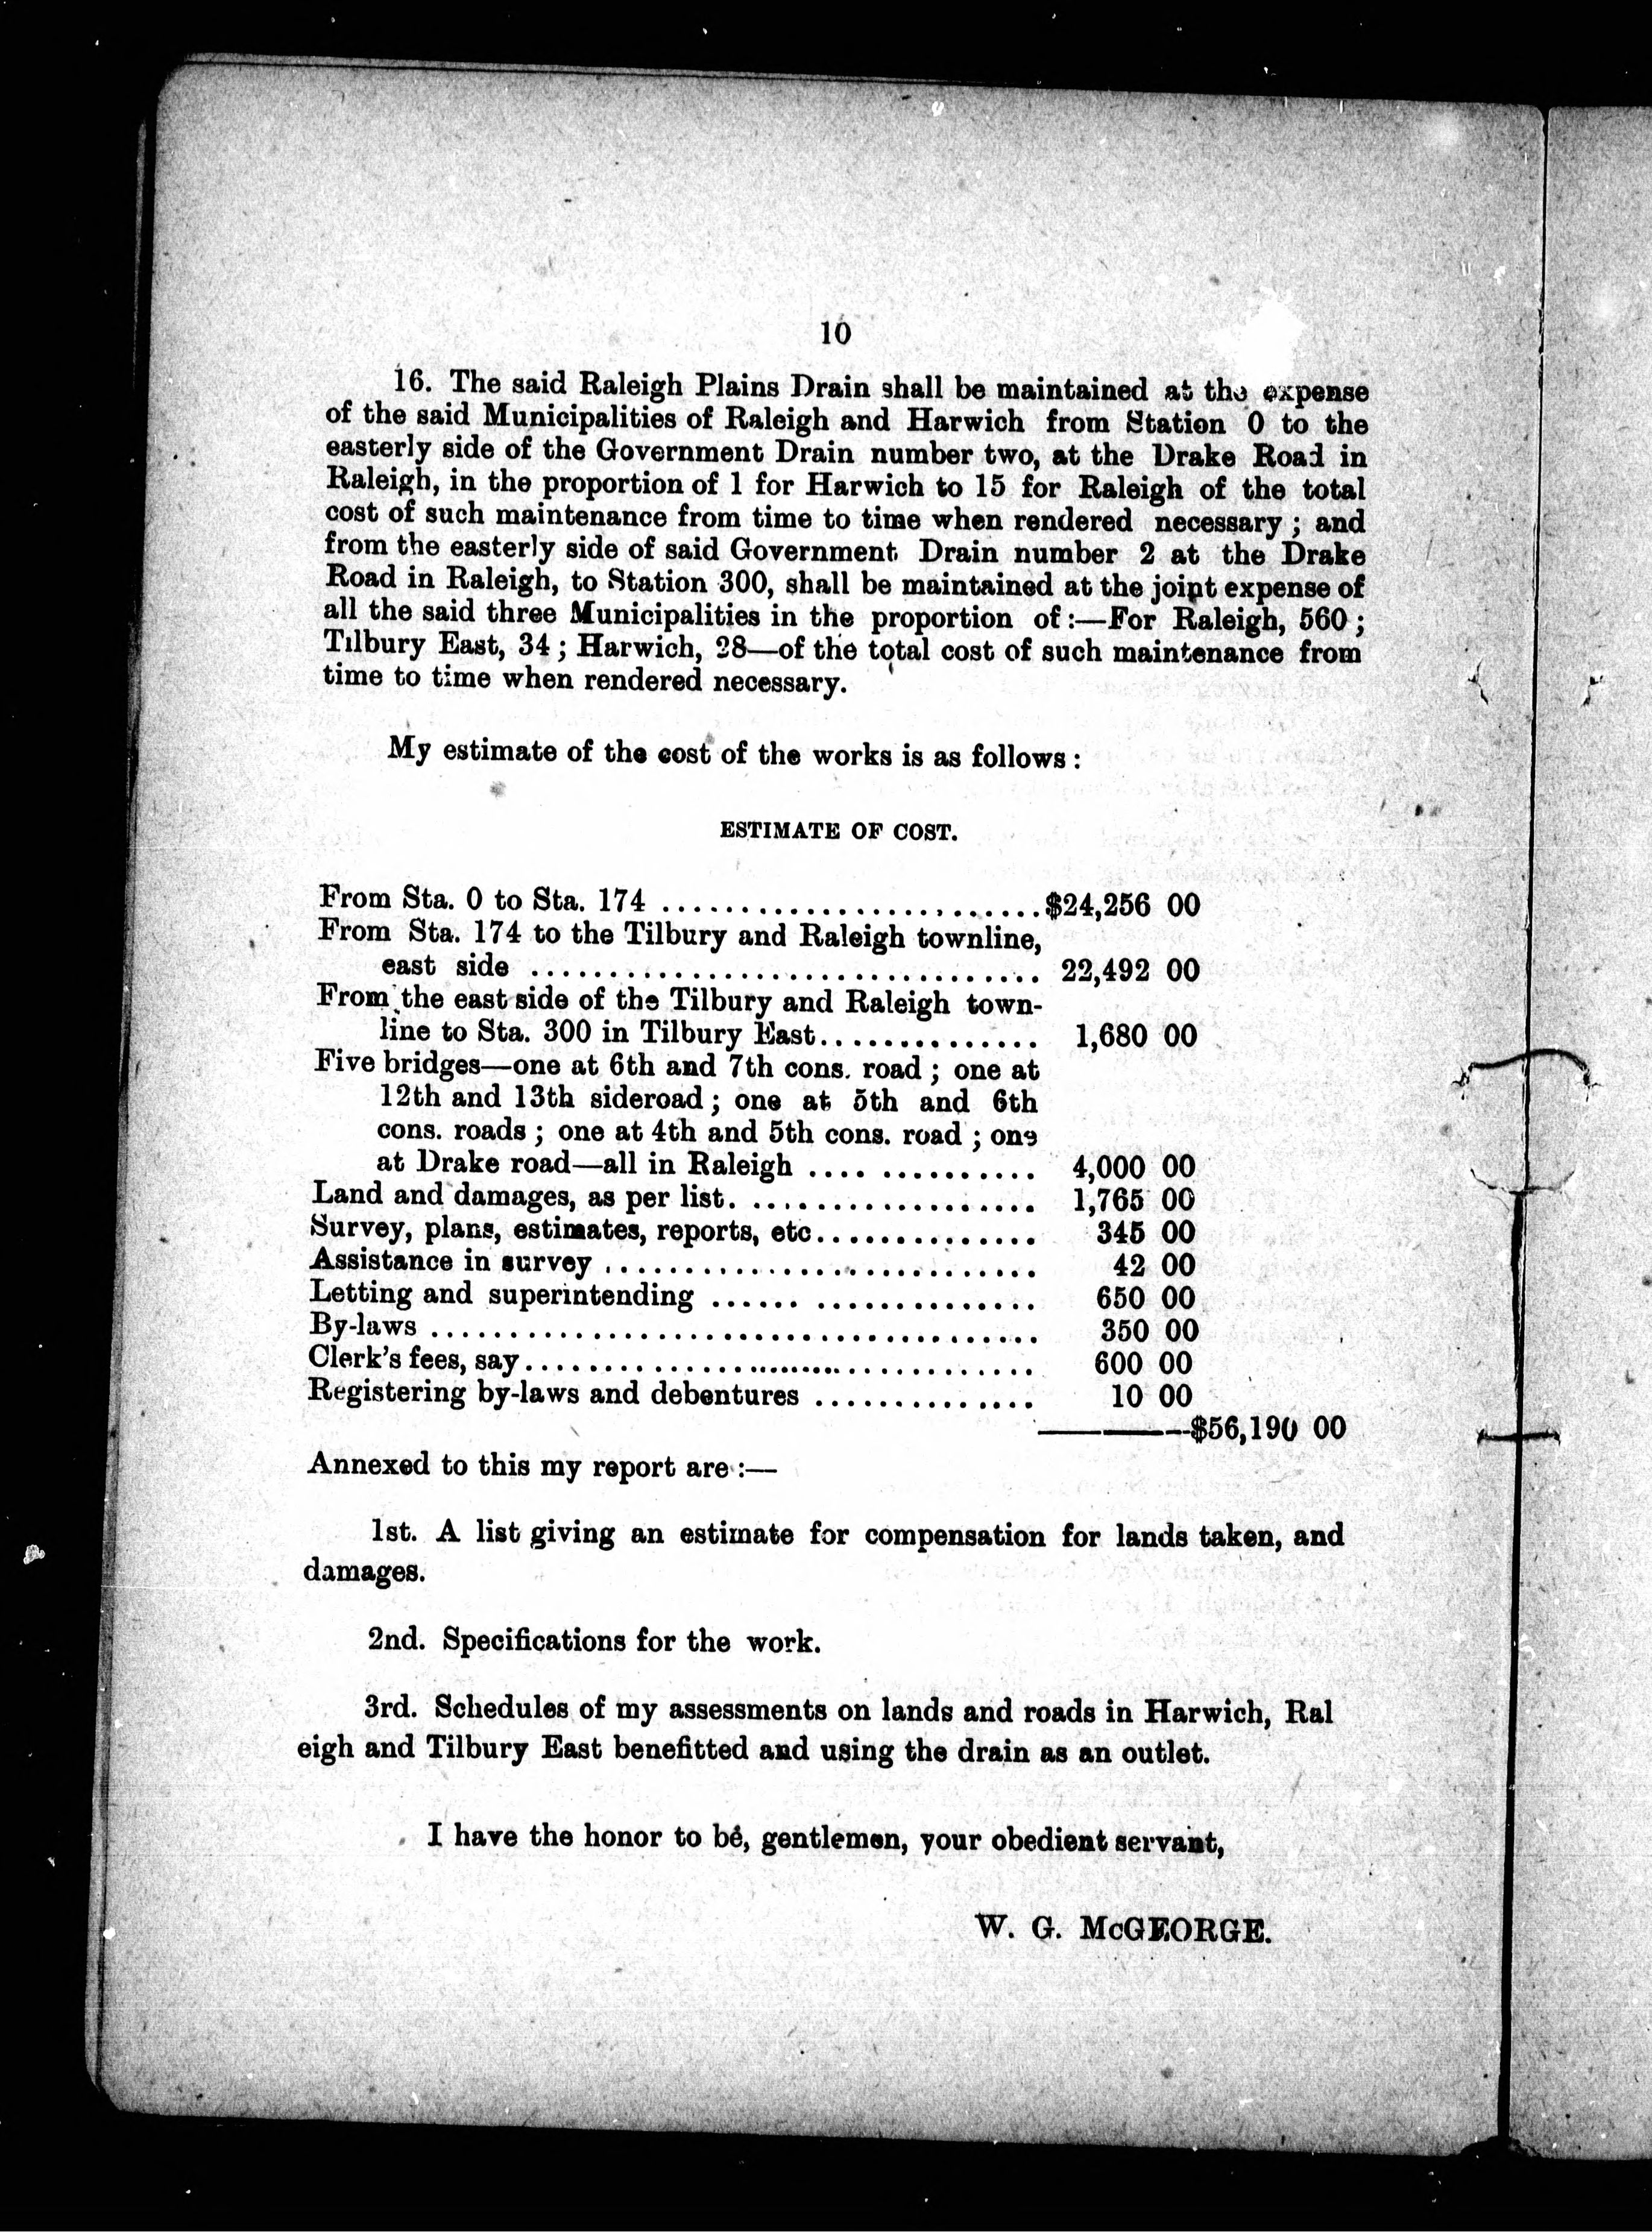 10
16. The said Raleigh Plains Drain shall be maintained at the expense
of the said Municipalities of Raleigh and Harwich from Station 0 to the
easterly side of the Government Drain number two, at the Drake Road in
Raleigh, in the proportion of 1 for Harwich to 15 for Raleigh of the total
cost of such maintenance from time to time when rendered necessary ; and
from the easterly side of said Government Drain number 2 at the Drake
Road in Raleigh, to Station 300, shall be maintained at the joint expense of
all the said three Municipalities in the proportion of :—For Raleigh, 560 ;
Tilbury East, 34 ; Harwich, 28—of the total cost of such maintenance from
time to time when rendered necessary.
My estimate of the cost of the works is as follows :
ESTIMATE OF COST.
From Sta. 0 to Sta. 174 ........................$24,256 00
From Sta. 174 to the Tilbury and Raleigh townline,
east side ................................. 22,492 00
From the east side of the Tilbury and Raleigh town-
line to Sta. 300 in Tilbury East.............. 1,680 00
Five bridges—one at 6th and 7th cons. road ; one at
12th and 13th sideroad ; one at 5th and 6th
cons. roads ; one at 4th and 5th cons. road ; one
at Drake road—all in Raleigh .... .......... 4,000 00
Land and damages, as per list. .................. 1,765 00
Survey, plans, estimates, reports, etc.............. 345 00
Assistance in survey ............................ 42 00
Letting and superintending ...... .............. 650 00
By-laws ....................................... 350 00
Clerk's fees, say................................. 600 00
Registering by-laws and debentures .............. 10 00
————$56,190 00
Annexed to this my report are :—
1st. A list giving an estimate for compensation for lands taken, and
damages.
2nd. Specifications for the work.
3rd. Schedules of my assessments on lands and roads in Harwich, Ral
eigh and Tilbury East benefitted and using the drain as an outlet.
I have the honor to be, gentlemen, your obedient servant,
W. G. McGEORGE.